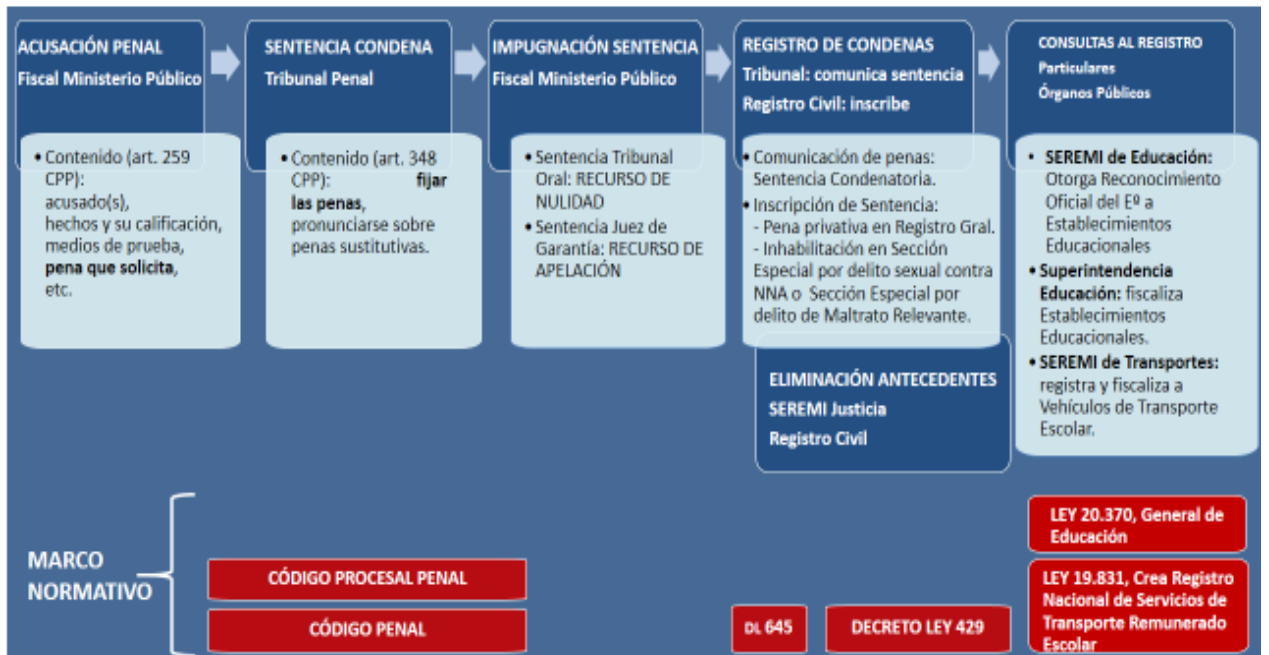 ACUSACIÓN PENAL
Fiscal Ministerio Público
• Contenido (art. 259
CPP):
acusado(s),
hechos y su calificación,
medios de prueba,
pena que solicita,
etc.
SENTENCIA CONDENA
Tribunal Penal
• Contenido (art. 348
CPP): fijar
las penas,
pronunciarse sobre
penas sustitutivas.
IMPUGNACIÓN SENTENCIA
Fiscal Ministerio Público
• Sentencia Tribunal
Oral: RECURSO DE
NULIDAD
• Sentencia Juez de
Garantía: RECURSO DE
APELACIÓN
REGISTRO DE CONDENAS
Tribunal: comunica sentencia
Registro Civil: inscribe
• Comunicación de penas:
Sentencia Condenatoria.
• Inscripción de Sentencia:
- Pena privativa en Registro Gral.
- Inhabilitación en Sección
Especial por delito sexual contra
NNA o Sección Especial por
delito de Maltrato Relevante.
ELIMINACIÓN ANTECEDENTES
SEREMI Justicia
Registro Civil
CONSULTAS AL REGISTRO
Particulares
Órganos Públicos
• SEREMI de Educación:
Otorga Reconocimiento
Oficial del Eº a
Establecimientos
Educacionales
• Superintendencia
Educación: fiscaliza
Establecimientos
Educacionales.
• SEREMI de Transportes:
registra y fiscaliza a
Vehículos de Transporte
Escolar.
MARCO
NORMATIVO
CÓDIGO PROCESAL PENAL
CÓDIGO PENAL
DL 645
DECRETO LEY 429
LEY 20.370, General de
Educación
LEY 19.831, Crea Registro
Nacional de Servicios de
Transporte Remunerado
Escolar